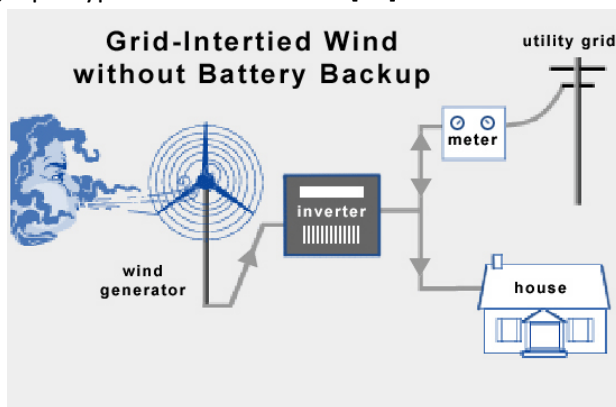 Grid-Intertied Wind
without Battery Backup
utility grid
meter
inverter
wind
generator
house